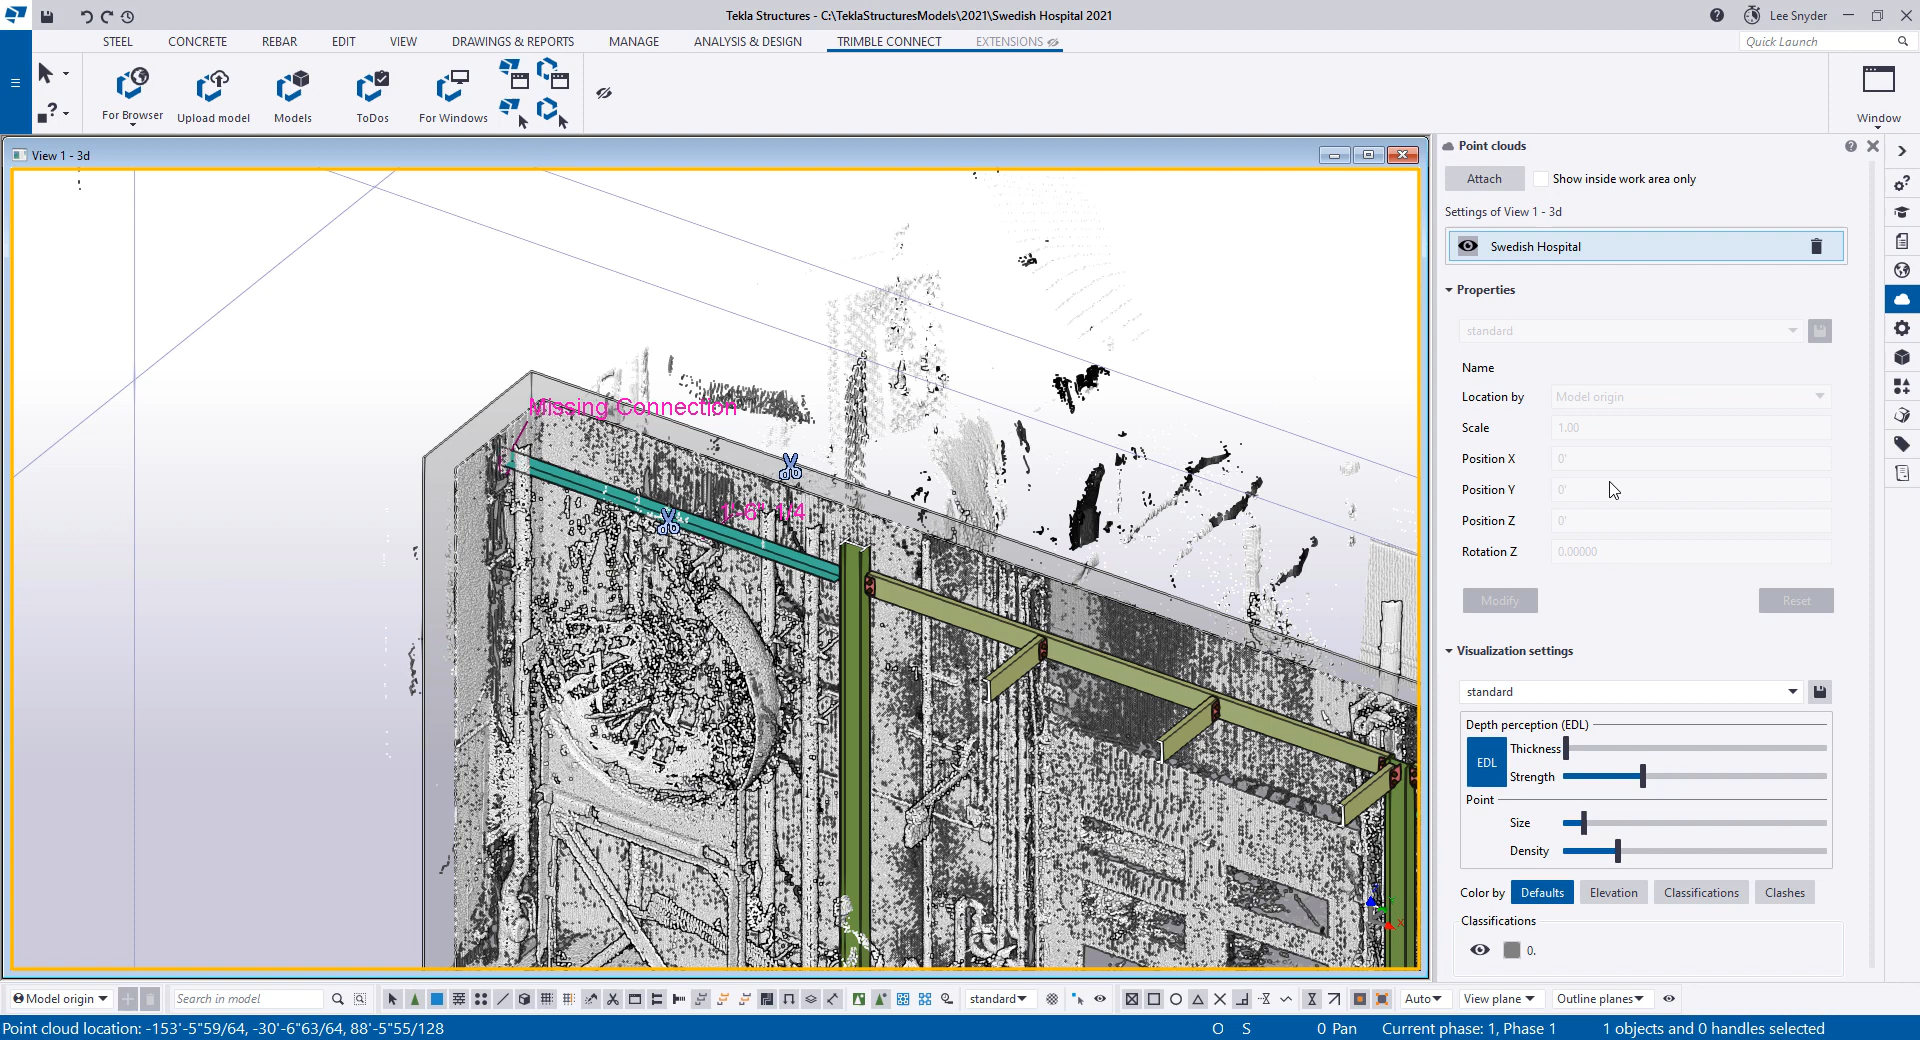 Tekla Structures - C:\TeklaStructuresModels\2021\Swedish Hospital 2021
Lee Snyder
STEEL CONCRETE REBAR EDIT VIEW DRAWINGS & REPORTS MANAGE ANALYSIS & DESIGN TRIMBLE CONNECT EXTENSIONS
Quick Launch
For Browser Upload model Models ToDos For Windows Window
View 1 - 3d
Point clouds
Attach Show inside work area only
Settings of View 1 - 3d
Swedish Hospital
Properties
standard
Name
Location by Model origin
Scale 1.00
Position X 0'
Position Y 0'
Position Z 0'
Rotation Z 0.00000
Modify Reset
Visualization settings
standard
Depth perception (EDL)
EDL
Thickness
Strength
Point
Size
Density
Color by Defaults Elevation Classifications Clashes
Classifications
0.
Missing Connection
1'-6" 1/4
Model origin Search in model standard Auto View plane Outline planes
Point cloud location: -153'-5"59/64, -30'-6"63/64, 88'-5"55/128 O S 0 Pan Current phase: 1, Phase 1 1 objects and 0 handles selected